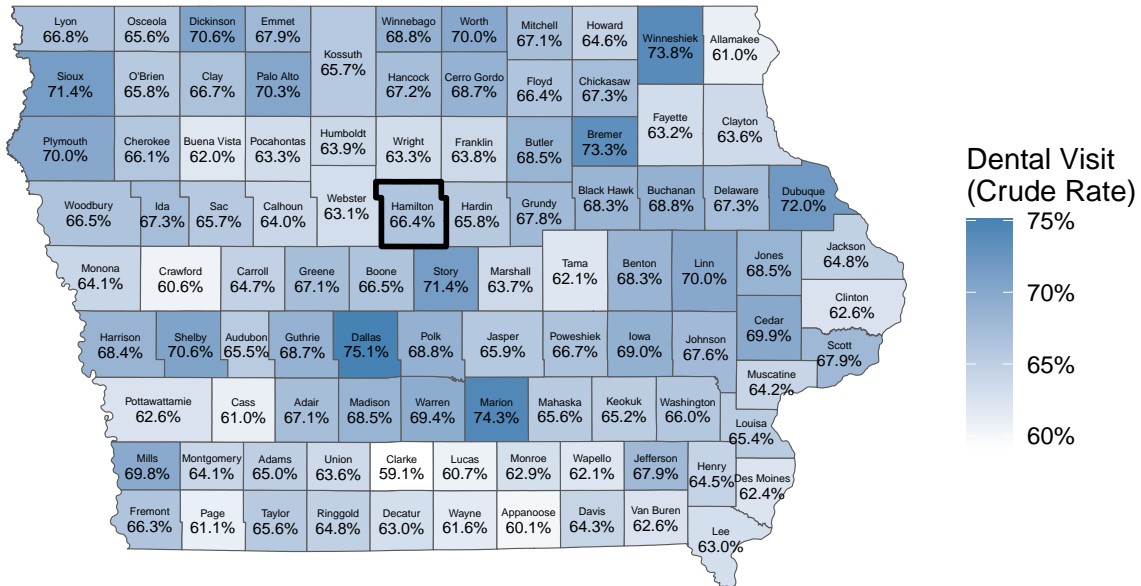 Lyon
66.8%
Osceola
65.6%
Dickinson
70.6%
Emmet
67.9%
Kossuth
65.7%
Winnebago
68.8%
Worth
70.0%
Mitchell
67.1%
Howard
64.6%
Winneshiek
73.8%
Allamakee
61.0%
Sioux
71.4%
O'Brien
65.8%
Clay
66.7%
Palo Alto
70.3%
Hancock
67.2%
Cerro Gordo
68.7%
Floyd
66.4%
Chickasaw
67.3%
Fayette
63.2%
Clayton
63.6%
Plymouth
70.0%
Cherokee
66.1%
Buena Vista
62.0%
Pocahontas
63.3%
Humboldt
63.9%
Wright
63.3%
Franklin
63.8%
Butler
68.5%
Bremer
73.3%
Woodbury
66.5%
Ida
67.3%
Sac
65.7%
Calhoun
64.0%
Webster
63.1%
Hamilton
66.4%
Hardin
65.8%
Grundy
67.8%
Black Hawk
68.3%
Buchanan
68.8%
Delaware
67.3%
Dubuque
72.0%
Monona
64.1%
Crawford
60.6%
Carroll
64.7%
Greene
67.1%
Boone
66.5%
Story
71.4%
Marshall
63.7%
Tama
62.1%
Benton
68.3%
Linn
70.0%
Jones
68.5%
Jackson
64.8%
Clinton
62.6%
Harrison
68.4%
Shelby
70.6%
Audubon
65.5%
Guthrie
68.7%
Dallas
75.1%
Polk
68.8%
Jasper
65.9%
Poweshiek
66.7%
Iowa
69.0%
Johnson
67.6%
Cedar
69.9%
Scott
67.9%
Muscatine
64.2%
Pottawattamie
62.6%
Cass
61.0%
Adair
67.1%
Madison
68.5%
Warren
69.4%
Marion
74.3%
Mahaska
65.6%
Keokuk
65.2%
Washington
66.0%
Louisa
65.4%
Mills
69.8%
Montgomery
64.1%
Adams
65.0%
Union
63.6%
Clarke
59.1%
Lucas
60.7%
Monroe
62.9%
Wapello
62.1%
Jefferson
67.9%
Henry
64.5%
Des Moines
62.4%
Fremont
66.3%
Page
61.1%
Taylor
65.6%
Ringgold
64.8%
Decatur
63.0%
Wayne
61.6%
Appanoose
60.1%
Davis
64.3%
Van Buren
62.6%
Lee
63.0%
Dental Visit
(Crude Rate)
75%
70%
65%
60%